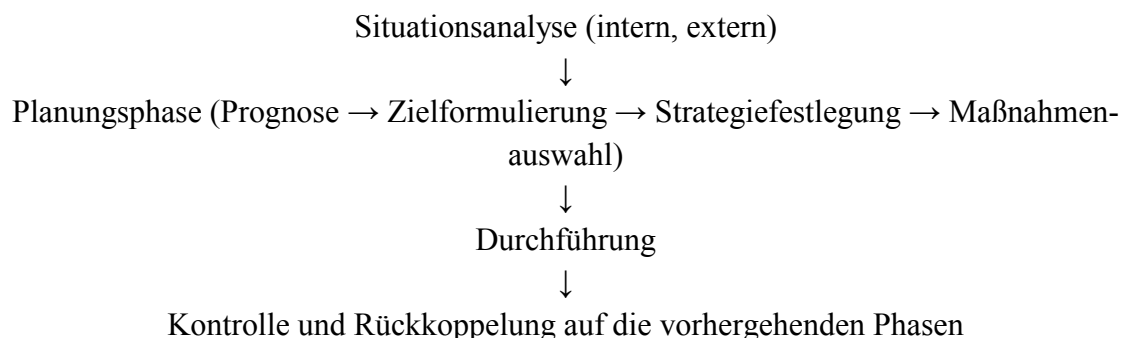 Situationsanalyse (intern, extern)
↓
Planungsphase (Prognose → Zielformulierung → Strategiefestlegung → Maßnahmen-
auswahl)
↓
Durchführung
↓
Kontrolle und Rückkoppelung auf die vorhergehenden Phasen